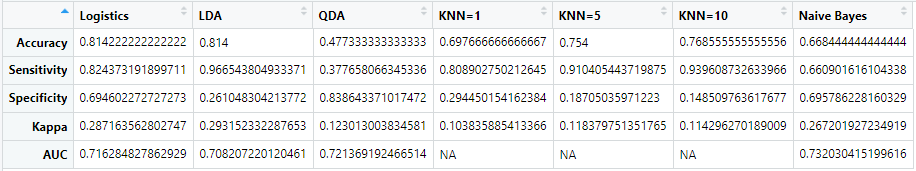 Logistics LDA QDA KNN=1 KNN=5 KNN=10 Naive Bayes
Accuracy 0.814222222222222 0.814 0.477333333333333 0.697666666666667 0.754 0.768555555555556 0.668444444444444
Sensitivity 0.824373191899711 0.966543804933371 0.377658066345336 0.808902750212645 0.910405443719875 0.939608732633966 0.660901616104338
Specificity 0.694602272727273 0.261048304213772 0.838643371017472 0.294450154162384 0.18705035971223 0.148509763617677 0.695786228160329
Kappa 0.287163562802747 0.293152332287653 0.123013003834581 0.103835885413366 0.118379751351765 0.114296270189009 0.267201927234919
AUC 0.716284827862929 0.708207220120461 0.721369192466514 NA NA NA 0.732030415199616